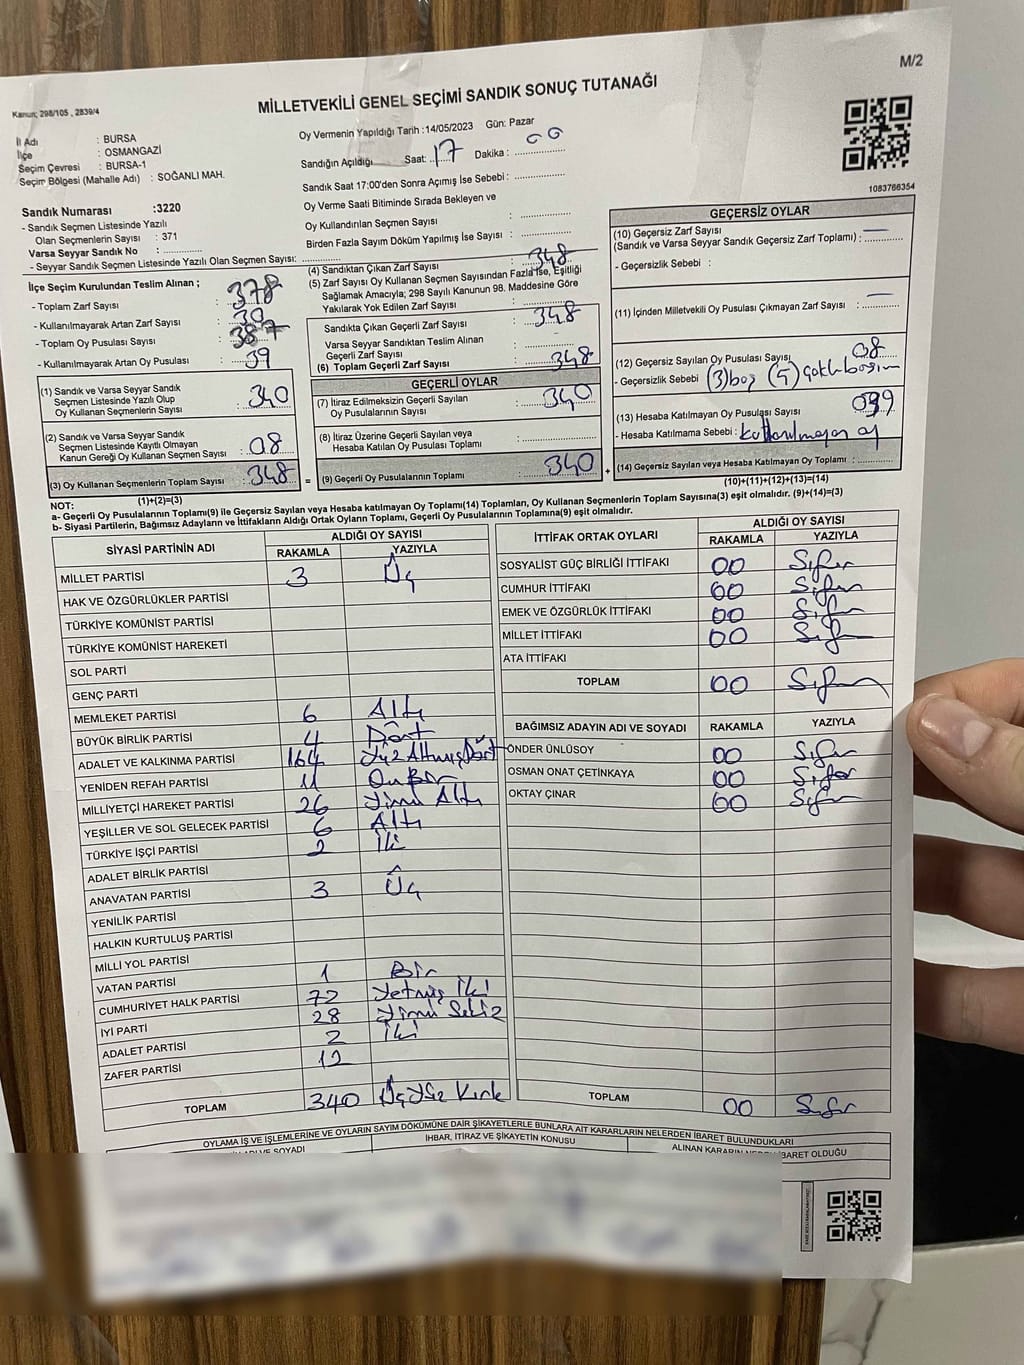 M/2
Kanun; 298/105 , 2839/4
MİLLETVEKİLİ GENEL SEÇİMİ SANDIK SONUÇ TUTANAĞI
İl Adı : BURSA
İlçe : OSMANGAZİ
Seçim Çevresi : BURSA-1
Seçim Bölgesi (Mahalle Adı) : SOĞANLI MAH.
Sandık Numarası :3220
- Sandık Seçmen Listesinde Yazılı
Olan Seçmenlerin Sayısı : 371
Varsa Seyyar Sandık No : ..............
- Seyyar Sandık Seçmen Listesinde Yazılı Olan Seçmen Sayısı: ..............
Oy Vermenin Yapıldığı Tarih :14/05/2023 Gün: Pazar
Sandığın Açıldığı Saat: 17 Dakika : 00
Sandık Saat 17:00'den Sonra Açımış İse Sebebi : ..............
Oy Verme Saati Bitiminde Sırada Bekleyen ve
Oy Kullandırılan Seçmen Sayısı : ..............
Birden Fazla Sayım Döküm Yapılmış İse Sayısı : ..............
1083766354
İlçe Seçim Kurulundan Teslim Alınan ;
- Toplam Zarf Sayısı : 378
- Kullanılmayarak Artan Zarf Sayısı : 30
- Toplam Oy Pusulası Sayısı : 387
- Kullanılmayarak Artan Oy Pusulası : 39
(1) Sandık ve Varsa Seyyar Sandık
Seçmen Listesinde Yazılı Olup
Oy Kullanan Seçmenlerin Sayısı : 340
(2) Sandık ve Varsa Seyyar Sandık
Seçmen Listesinde Kayıtlı Olmayan
Kanun Gereği Oy Kullanan Seçmen Sayısı : 08
(3) Oy Kullanan Seçmenlerin Toplam Sayısı : 348
(1)+(2)=(3)
(4) Sandıktan Çıkan Zarf Sayısı : 348
(5) Zarf Sayısı Oy Kullanan Seçmen Sayısından Fazla İse, Eşitliği
Sağlamak Amacıyla; 298 Sayılı Kanunun 98. Maddesine Göre
Yakılarak Yok Edilen Zarf Sayısı : ..............
Sandıkta Çıkan Geçerli Zarf Sayısı : 348
Varsa Seyyar Sandıktan Teslim Alınan
Geçerli Zarf Sayısı : ..............
(6) Toplam Geçerli Zarf Sayısı : 348
GEÇERLİ OYLAR
(7) İtiraz Edilmeksizin Geçerli Sayılan
Oy Pusulalarının Sayısı : 340
(8) İtiraz Üzerine Geçerli Sayılan veya
Hesaba Katılan Oy Pusulası Toplamı : ..............
= (9) Geçerli Oy Pusulalarının Toplamı : 340 +
GEÇERSİZ OYLAR
(10) Geçersiz Zarf Sayısı
(Sandık ve Varsa Seyyar Sandık Geçersiz Zarf Toplamı) : —
- Geçersizlik Sebebi :
(11) İçinden Milletvekili Oy Pusulası Çıkmayan Zarf Sayısı : —
(12) Geçersiz Sayılan Oy Pusulası Sayısı : 08
- Geçersizlik Sebebi : (3) boş (5) çoklu basım
(13) Hesaba Katılmayan Oy Pusulası Sayısı : 039
- Hesaba Katılmama Sebebi : kullanılmayan oy
(14) Geçersiz Sayılan veya Hesaba Katılmayan Oy Toplamı : ..............
(10)+(11)+(12)+(13)=(14)
NOT:
a- Geçerli Oy Pusulalarının Toplamı(9) ile Geçersiz Sayılan veya Hesaba katılmayan Oy Toplamı(14) Toplamları, Oy Kullanan Seçmenlerin Toplam Sayısına(3) eşit olmalıdır. (9)+(14)=(3)
b- Siyasi Partilerin, Bağımsız Adayların ve İttifakların Aldığı Ortak Oyların Toplamı, Geçerli Oy Pusulalarının Toplamına(9) eşit olmalıdır.
SİYASİ PARTİNİN ADI ALDIĞI OY SAYISI
RAKAMLA YAZIYLA
MİLLET PARTİSİ 3 Üç
HAK VE ÖZGÜRLÜKLER PARTİSİ
TÜRKİYE KOMÜNİST PARTİSİ
TÜRKİYE KOMÜNİST HAREKETİ
SOL PARTİ
GENÇ PARTİ
MEMLEKET PARTİSİ 6 Altı
BÜYÜK BİRLİK PARTİSİ 4 Dört
ADALET VE KALKINMA PARTİSİ 164 Yüz Altmış Dört
YENİDEN REFAH PARTİSİ 11 On Bir
MİLLİYETÇİ HAREKET PARTİSİ 26 Yirmi Altı
YEŞİLLER VE SOL GELECEK PARTİSİ 6 Altı
TÜRKİYE İŞÇİ PARTİSİ 2 İki
ADALET BİRLİK PARTİSİ
ANAVATAN PARTİSİ 3 Üç
YENİLİK PARTİSİ
HALKIN KURTULUŞ PARTİSİ
MİLLİ YOL PARTİSİ
VATAN PARTİSİ 1 Bir
CUMHURİYET HALK PARTİSİ 72 Yetmiş İki
İYİ PARTİ 28 Yirmi Sekiz
ADALET PARTİSİ 2 İki
ZAFER PARTİSİ 12
TOPLAM 340 Üç Yüz Kırk
İTTİFAK ORTAK OYLARI ALDIĞI OY SAYISI
RAKAMLA YAZIYLA
SOSYALİST GÜÇ BİRLİĞİ İTTİFAKI 00 Sıfır
CUMHUR İTTİFAKI 00 Sıfır
EMEK VE ÖZGÜRLÜK İTTİFAKI 00 Sıfır
MİLLET İTTİFAKI 00 Sıfır
ATA İTTİFAKI
TOPLAM 00 Sıfır
BAĞIMSIZ ADAYIN ADI VE SOYADI RAKAMLA YAZIYLA
ÖNDER ÜNLÜSOY 00 Sıfır
OSMAN ONAT ÇETİNKAYA 00 Sıfır
OKTAY ÇINAR 00 Sıfır
TOPLAM 00 Sıfır
OYLAMA İŞ VE İŞLEMLERİNE VE OYLARIN SAYIM DÖKÜMÜNE DAİR ŞİKAYETLERLE BUNLARA AİT KARARLARIN NELERDEN İBARET BULUNDUKLARI
SOYADI İHBAR, İTİRAZ VE ŞİKAYETİN KONUSU ALINAN KARARIN İBARET OLDUĞU